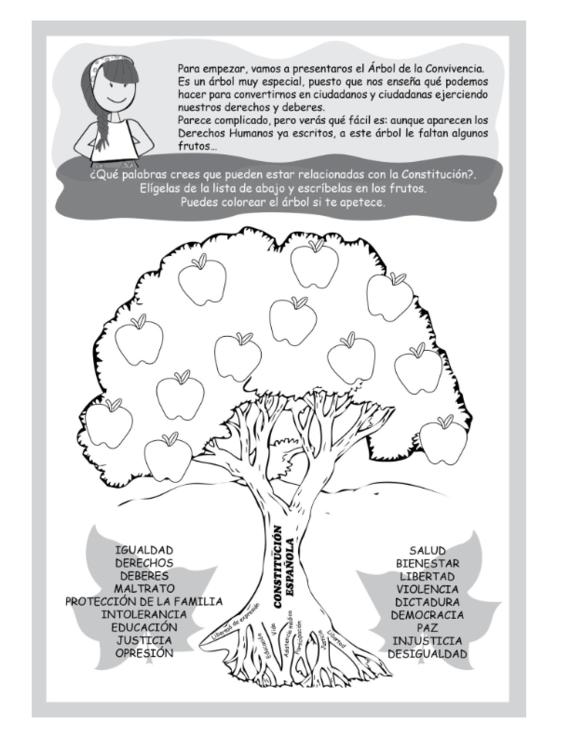 Para empezar, vamos a presentaros el Árbol de la Convivencia.
Es un árbol muy especial, puesto que nos enseña qué podemos
hacer para convertirnos en ciudadanos y ciudadanas ejerciendo
nuestros derechos y deberes.
Parece complicado, pero verás qué fácil es: aunque aparecen los
Derechos Humanos ya escritos, a este árbol le faltan algunos
frutos...
¿Qué palabras crees que pueden estar relacionadas con la Constitución?.
Elígelas de la lista de abajo y escríbelas en los frutos.
Puedes colorear el árbol si te apetece.
CONSTITUCIÓN
ESPAÑOLA
Libertad de expresión
Educación
Vida
Asistencia médica
Participación
Justicia
Libertad
IGUALDAD
DERECHOS
DEBERES
MALTRATO
PROTECCIÓN DE LA FAMILIA
INTOLERANCIA
EDUCACIÓN
JUSTICIA
OPRESIÓN
SALUD
BIENESTAR
LIBERTAD
VIOLENCIA
DICTADURA
DEMOCRACIA
PAZ
INJUSTICIA
DESIGUALDAD